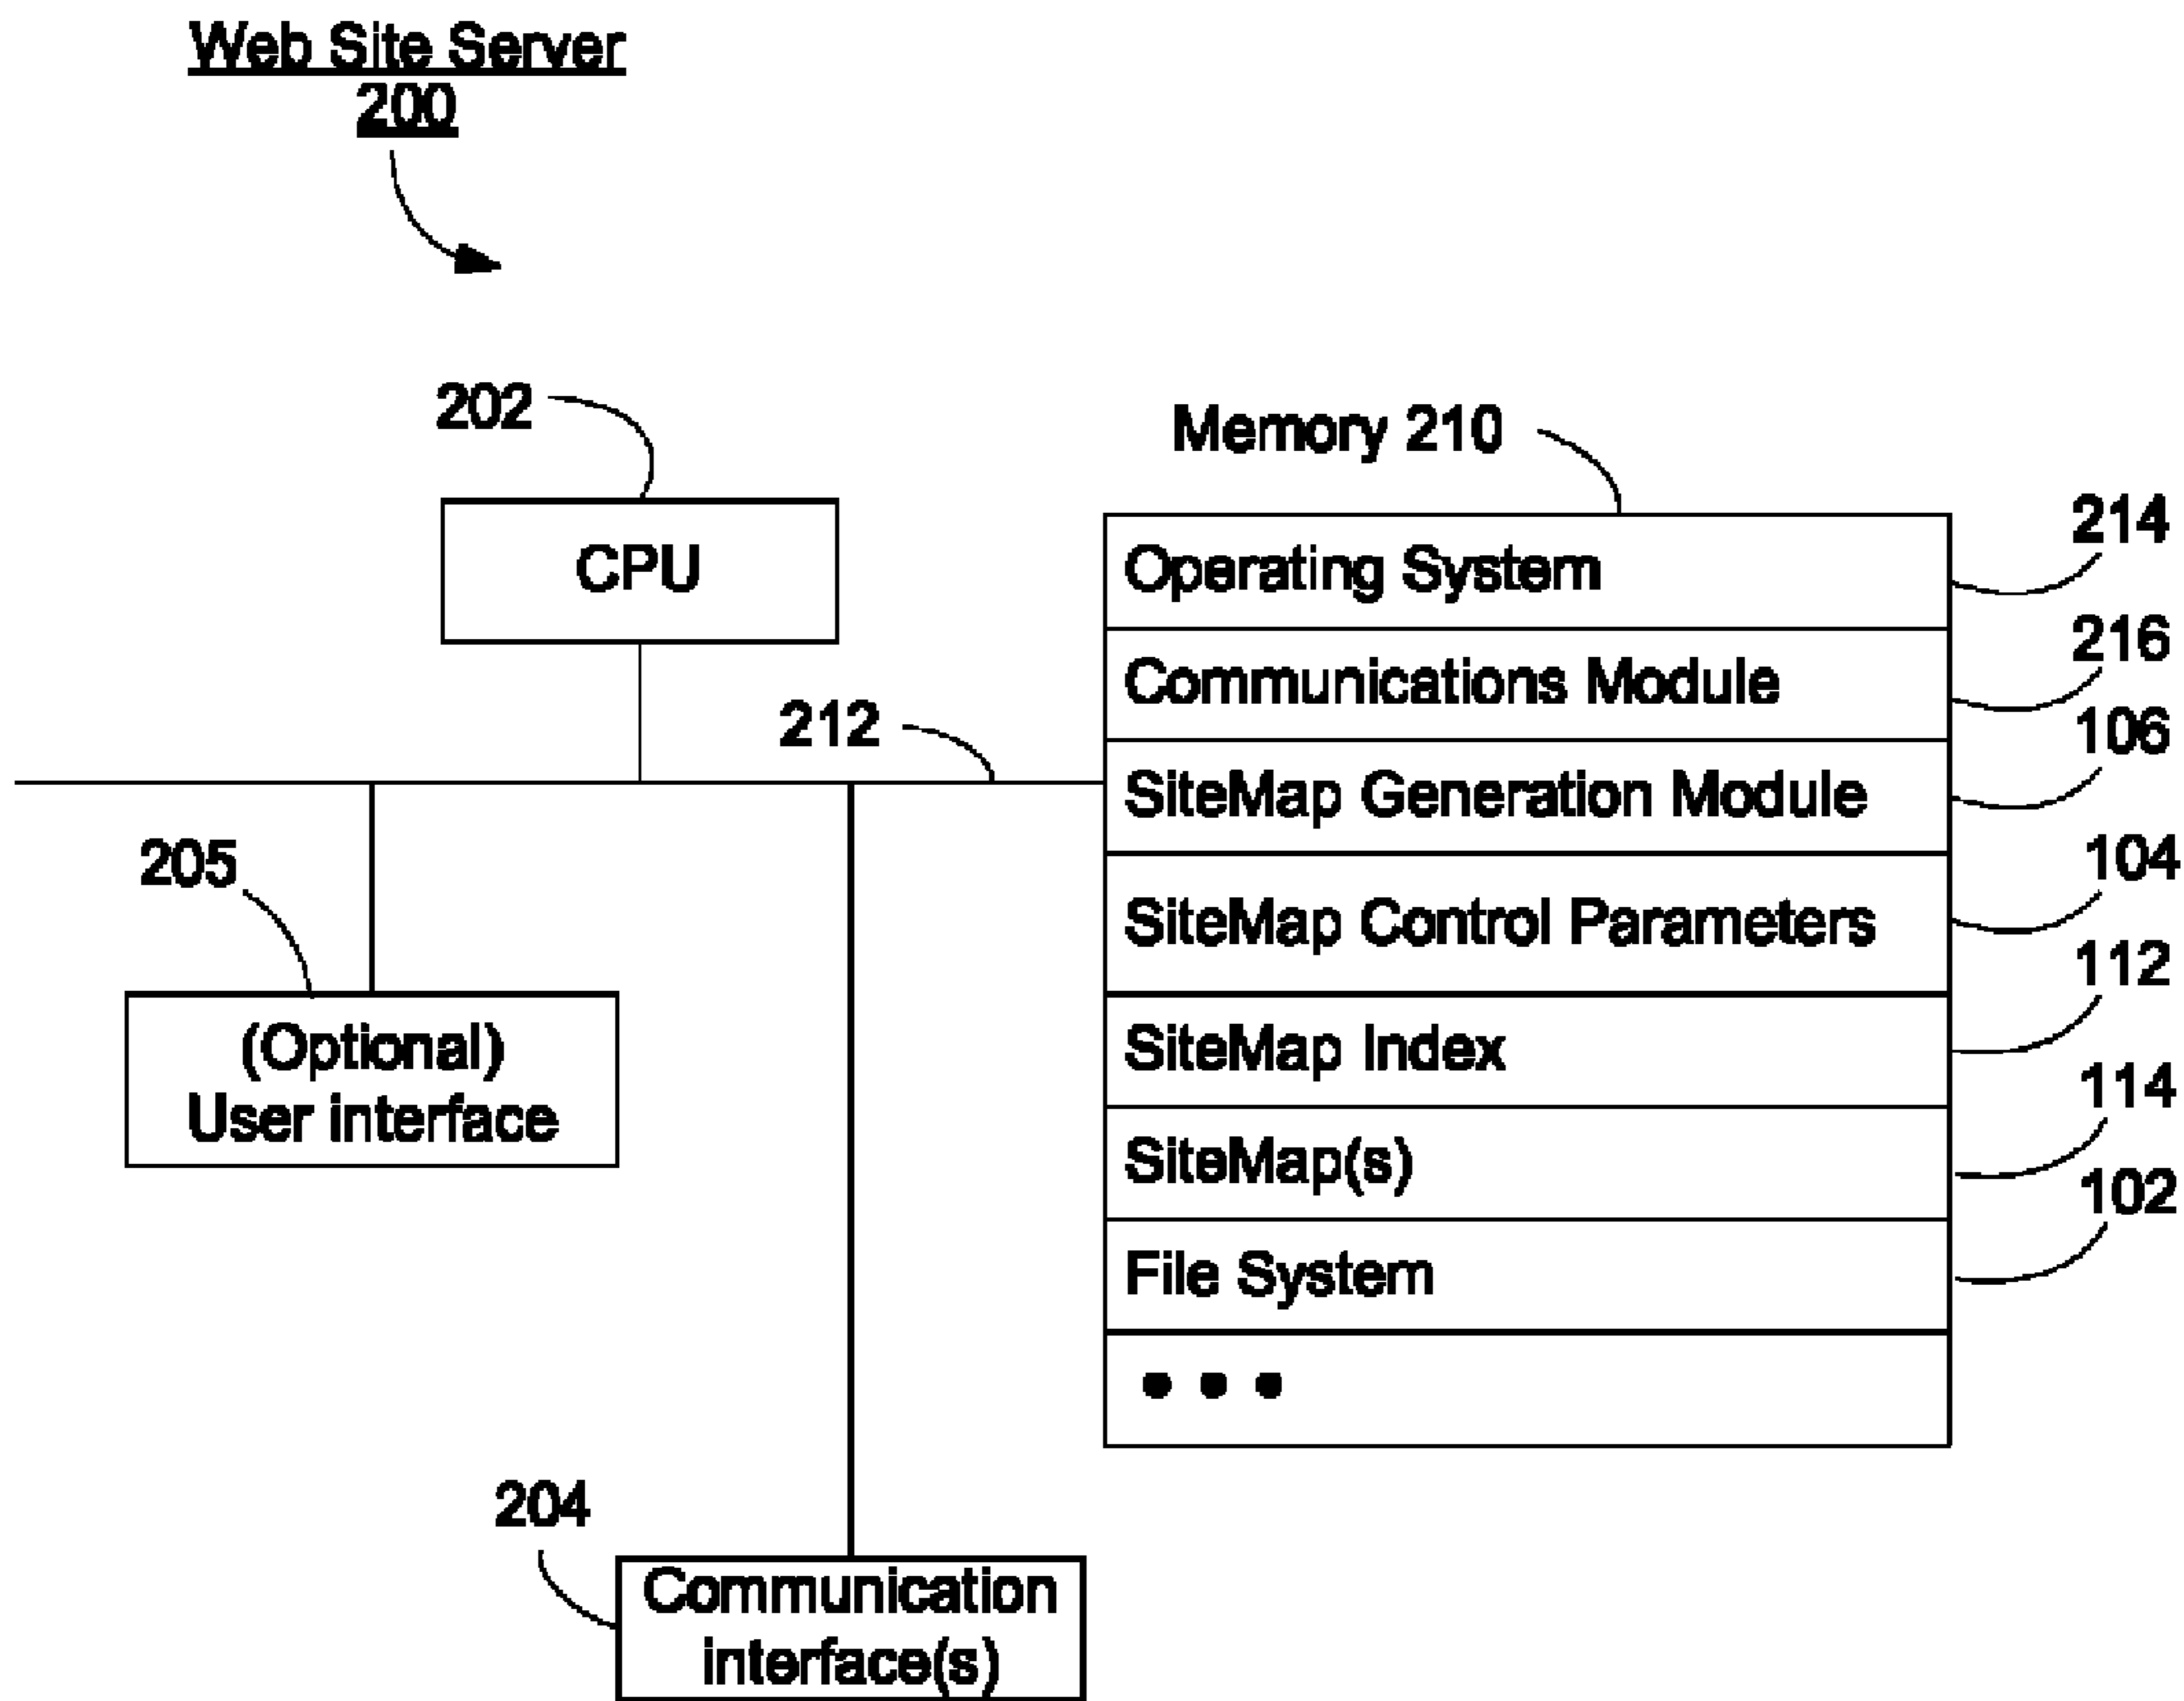 Web Site Server
200
202
CPU
Memory 210
Operating System
214
Communications Module
216
212
SiteMap Generation Module
106
205
SiteMap Control Parameters
104
(Optional)
User interface
SiteMap Index
112
SiteMap(s)
114
File System
102
204
Communication
interface(s)